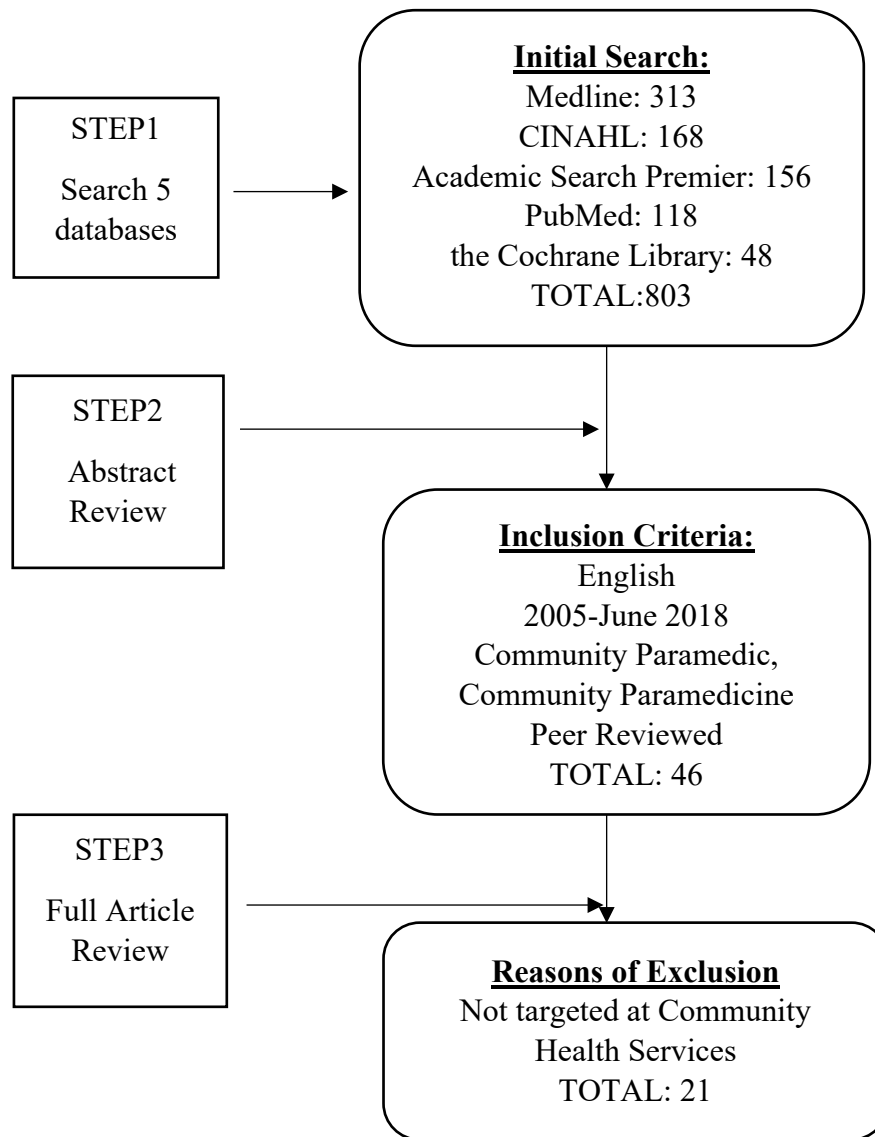 STEP1
Search 5
databases
Initial Search:
Medline: 313
CINAHL: 168
Academic Search Premier: 156
PubMed: 118
the Cochrane Library: 48
TOTAL:803
STEP2
Abstract
Review
Inclusion Criteria:
English
2005-June 2018
Community Paramedic,
Community Paramedicine
Peer Reviewed
TOTAL: 46
STEP3
Full Article
Review
Reasons of Exclusion
Not targeted at Community
Health Services
TOTAL: 21